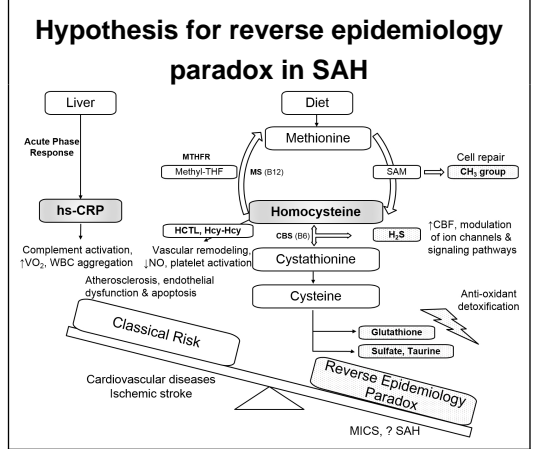 Hypothesis for reverse epidemiology
paradox in SAH
Liver
Diet
Acute Phase
Response
Methionine
MTHFR
Methyl-THF
MS (B12)
SAM
Cell repair
CH₃ group
hs-CRP
Homocysteine
HCTL, Hcy-Hcy
CBS (B6)
H₂S
↑CBF, modulation
of ion channels &
signaling pathways
Complement activation,
↑VO₂, WBC aggregation
Vascular remodeling,
↓NO, platelet activation
Cystathionine
Atherosclerosis, endothelial
dysfunction & apoptosis
Cysteine
Anti-oxidant
detoxification
Classical Risk
Glutathione
Sulfate, Taurine
Cardiovascular diseases
Ischemic stroke
Reverse Epidemiology
Paradox
MICS, ? SAH